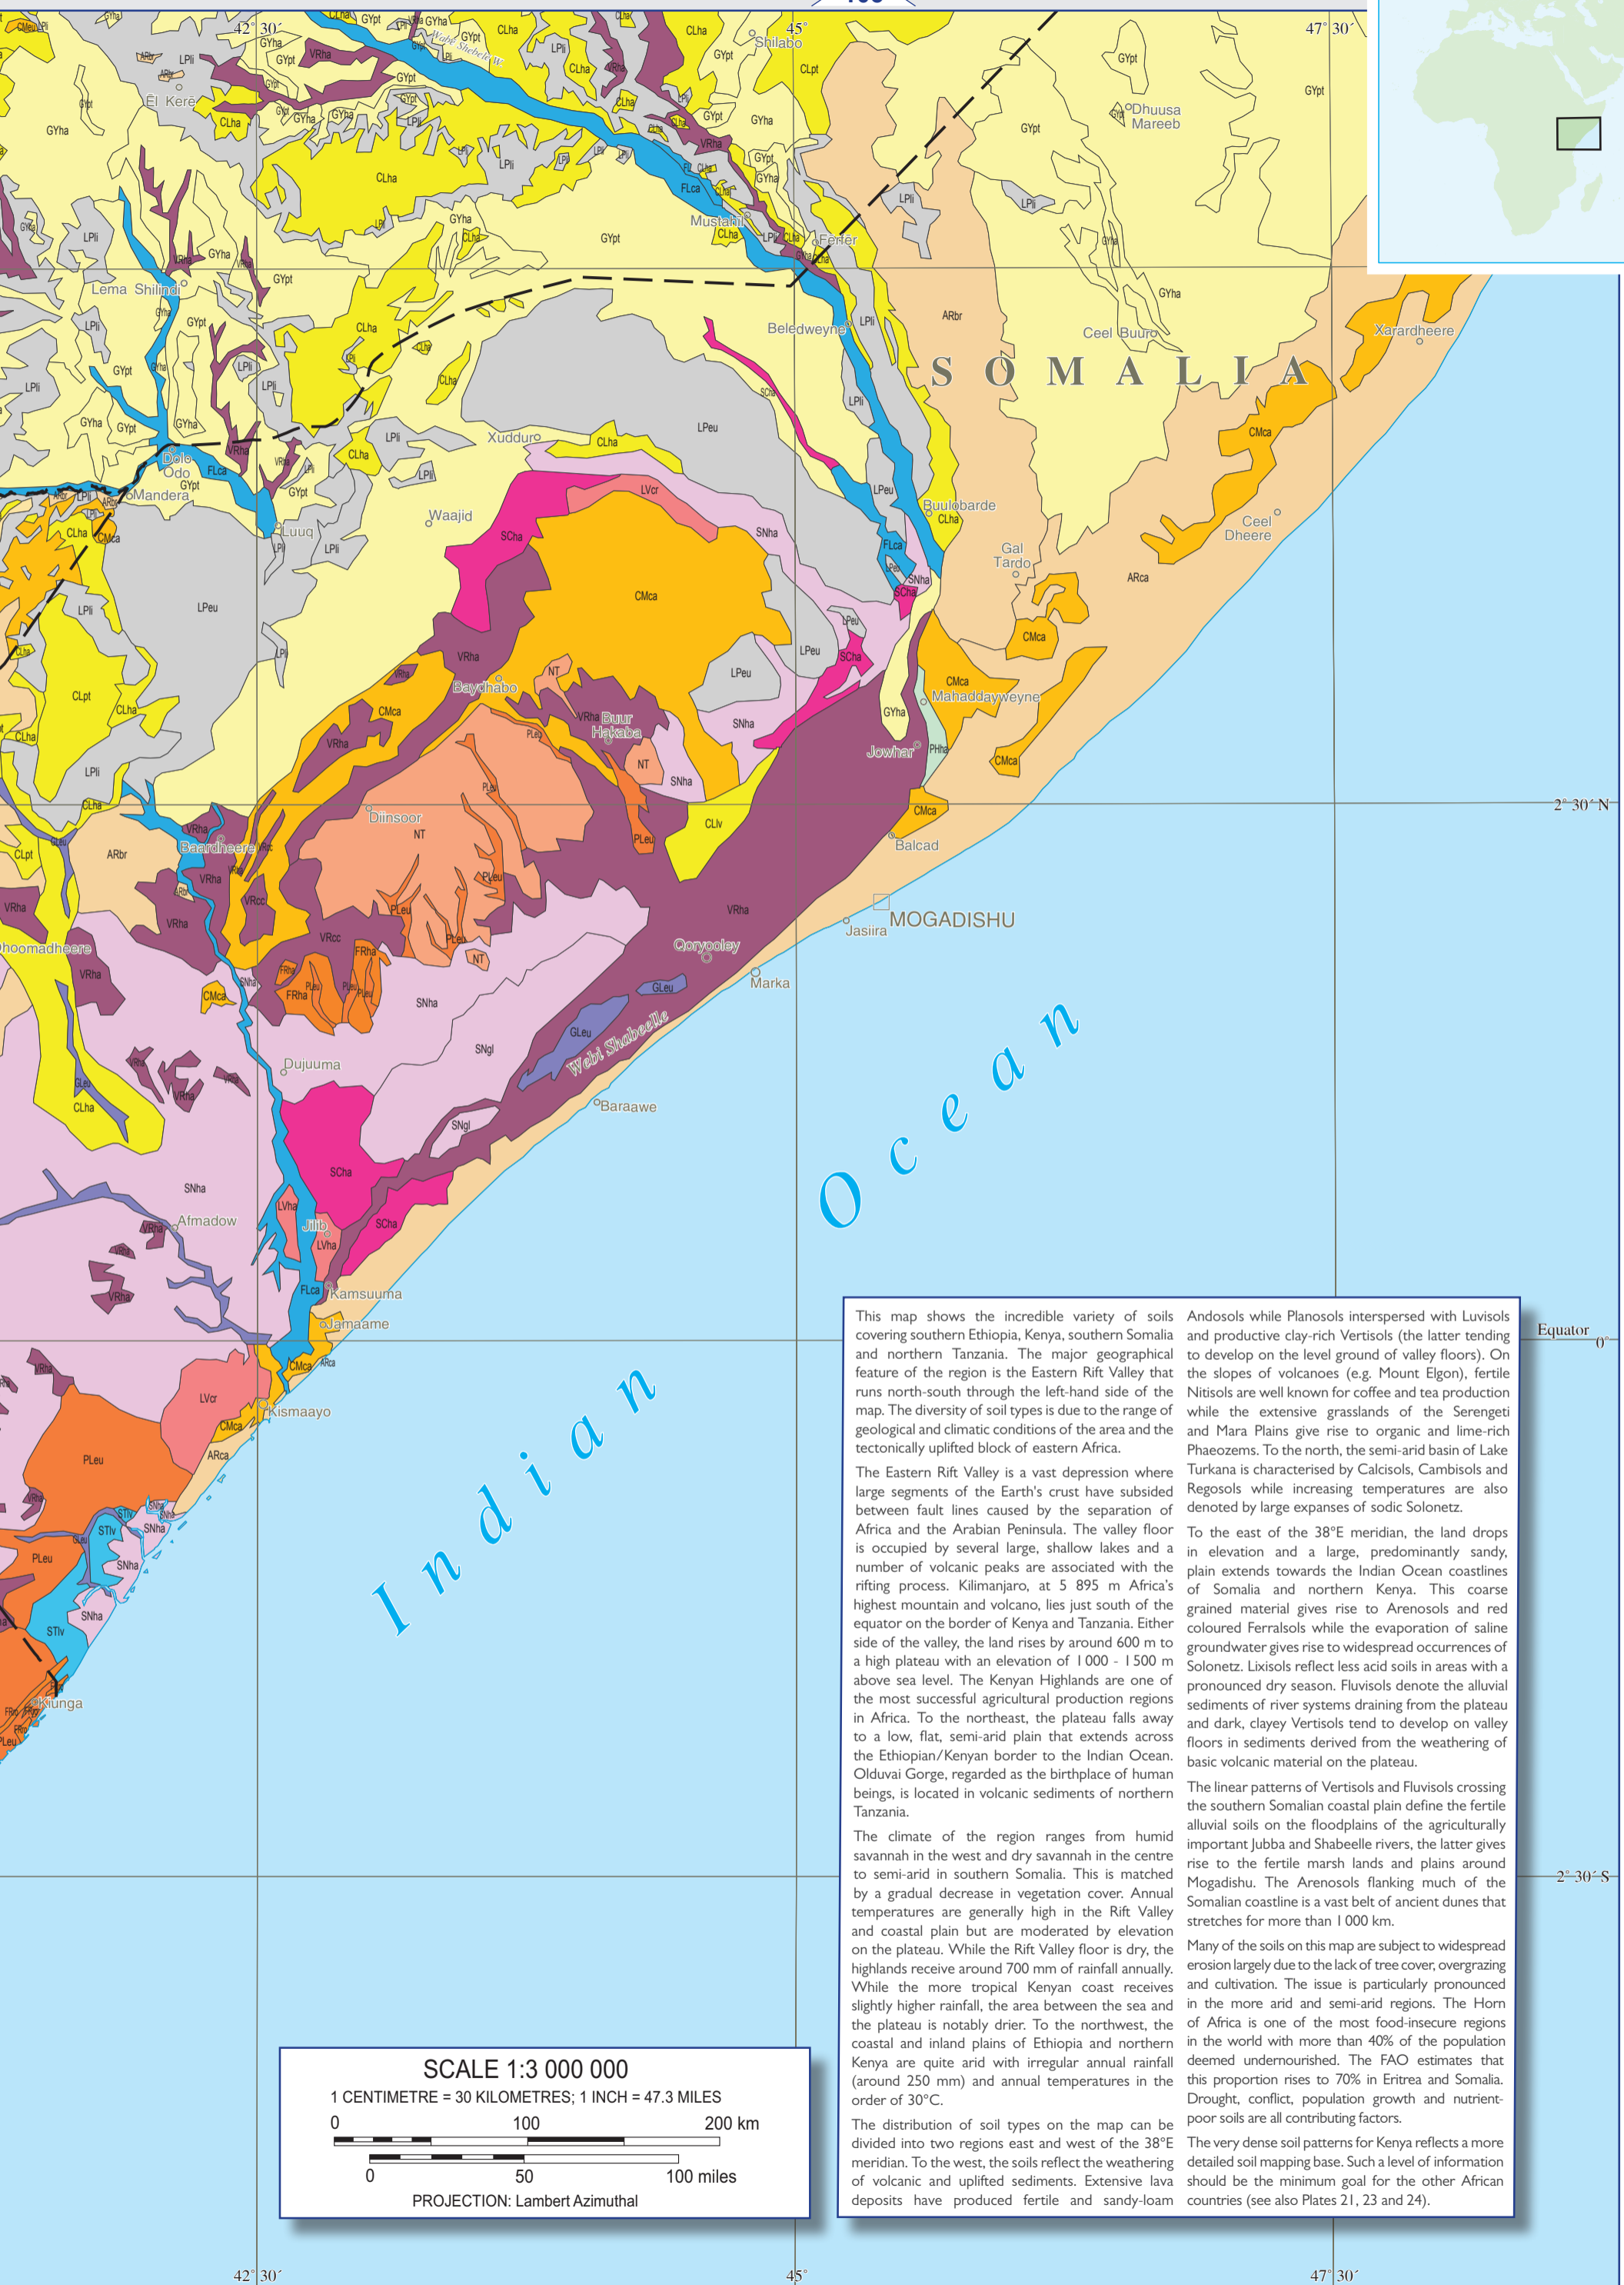 42° 30´
45°
47° 30´
Wabē Shebelē W.
Shilabo
Ēl Kerē
Dhuusa
Mareeb
Mustahīl
Ferfer
Lema Shilindi
Beledweyne
Ceel Buur
Xarardheere
SOMALIA
Xuddur
Dolo
Odo
Mandera
Luuq
Waajid
Buulobarde
Ceel
Dheere
Gal
Tardo
Baydhabo
Buur
Hakaba
Mahaddayweyne
Jowhar
2° 30´ N
Diinsoor
Baardheere
Balcad
MOGADISHU
Jasiira
Qoryooley
Marka
Dhoomadheere
Webi Shabeelle
Dujuuma
Baraawe
Afmadow
Jilib
Kamsuuma
Jamaame
Kismaayo
Kiunga
Indian Ocean
Equator
0°
2° 30´ S
GYpt
GYha
CLha
CLpt
VRha
LPli
FLca
ARbr
LPeu
SCha
LVcr
SNha
CMca
NT
PLeu
CLlv
PHha
ARca
VRcc
FRha
GLeu
SNgl
LVha
STlv
This map shows the incredible variety of soils
covering southern Ethiopia, Kenya, southern Somalia
and northern Tanzania. The major geographical
feature of the region is the Eastern Rift Valley that
runs north-south through the left-hand side of the
map. The diversity of soil types is due to the range of
geological and climatic conditions of the area and the
tectonically uplifted block of eastern Africa.
The Eastern Rift Valley is a vast depression where
large segments of the Earth's crust have subsided
between fault lines caused by the separation of
Africa and the Arabian Peninsula. The valley floor
is occupied by several large, shallow lakes and a
number of volcanic peaks are associated with the
rifting process. Kilimanjaro, at 5 895 m Africa's
highest mountain and volcano, lies just south of the
equator on the border of Kenya and Tanzania. Either
side of the valley, the land rises by around 600 m to
a high plateau with an elevation of 1 000 - 1 500 m
above sea level. The Kenyan Highlands are one of
the most successful agricultural production regions
in Africa. To the northeast, the plateau falls away
to a low, flat, semi-arid plain that extends across
the Ethiopian/Kenyan border to the Indian Ocean.
Olduvai Gorge, regarded as the birthplace of human
beings, is located in volcanic sediments of northern
Tanzania.
The climate of the region ranges from humid
savannah in the west and dry savannah in the centre
to semi-arid in southern Somalia. This is matched
by a gradual decrease in vegetation cover. Annual
temperatures are generally high in the Rift Valley
and coastal plain but are moderated by elevation
on the plateau. While the Rift Valley floor is dry, the
highlands receive around 700 mm of rainfall annually.
While the more tropical Kenyan coast receives
slightly higher rainfall, the area between the sea and
the plateau is notably drier. To the northwest, the
coastal and inland plains of Ethiopia and northern
Kenya are quite arid with irregular annual rainfall
(around 250 mm) and annual temperatures in the
order of 30°C.
The distribution of soil types on the map can be
divided into two regions east and west of the 38°E
meridian. To the west, the soils reflect the weathering
of volcanic and uplifted sediments. Extensive lava
deposits have produced fertile and sandy-loam
Andosols while Planosols interspersed with Luvisols
and productive clay-rich Vertisols (the latter tending
to develop on the level ground of valley floors). On
the slopes of volcanoes (e.g. Mount Elgon), fertile
Nitisols are well known for coffee and tea production
while the extensive grasslands of the Serengeti
and Mara Plains give rise to organic and lime-rich
Phaeozems. To the north, the semi-arid basin of Lake
Turkana is characterised by Calcisols, Cambisols and
Regosols while increasing temperatures are also
denoted by large expanses of sodic Solonetz.
To the east of the 38°E meridian, the land drops
in elevation and a large, predominantly sandy,
plain extends towards the Indian Ocean coastlines
of Somalia and northern Kenya. This coarse
grained material gives rise to Arenosols and red
coloured Ferralsols while the evaporation of saline
groundwater gives rise to widespread occurrences of
Solonetz. Lixisols reflect less acid soils in areas with a
pronounced dry season. Fluvisols denote the alluvial
sediments of river systems draining from the plateau
and dark, clayey Vertisols tend to develop on valley
floors in sediments derived from the weathering of
basic volcanic material on the plateau.
The linear patterns of Vertisols and Fluvisols crossing
the southern Somalian coastal plain define the fertile
alluvial soils on the floodplains of the agriculturally
important Jubba and Shabeelle rivers, the latter gives
rise to the fertile marsh lands and plains around
Mogadishu. The Arenosols flanking much of the
Somalian coastline is a vast belt of ancient dunes that
stretches for more than 1 000 km.
Many of the soils on this map are subject to widespread
erosion largely due to the lack of tree cover, overgrazing
and cultivation. The issue is particularly pronounced
in the more arid and semi-arid regions. The Horn
of Africa is one of the most food-insecure regions
in the world with more than 40% of the population
deemed undernourished. The FAO estimates that
this proportion rises to 70% in Eritrea and Somalia.
Drought, conflict, population growth and nutrient-
poor soils are all contributing factors.
The very dense soil patterns for Kenya reflects a more
detailed soil mapping base. Such a level of information
should be the minimum goal for the other African
countries (see also Plates 21, 23 and 24).
SCALE 1:3 000 000
1 CENTIMETRE = 30 KILOMETRES; 1 INCH = 47.3 MILES
0 100 200 km
0 50 100 miles
PROJECTION: Lambert Azimuthal
42° 30´
45°
47° 30´